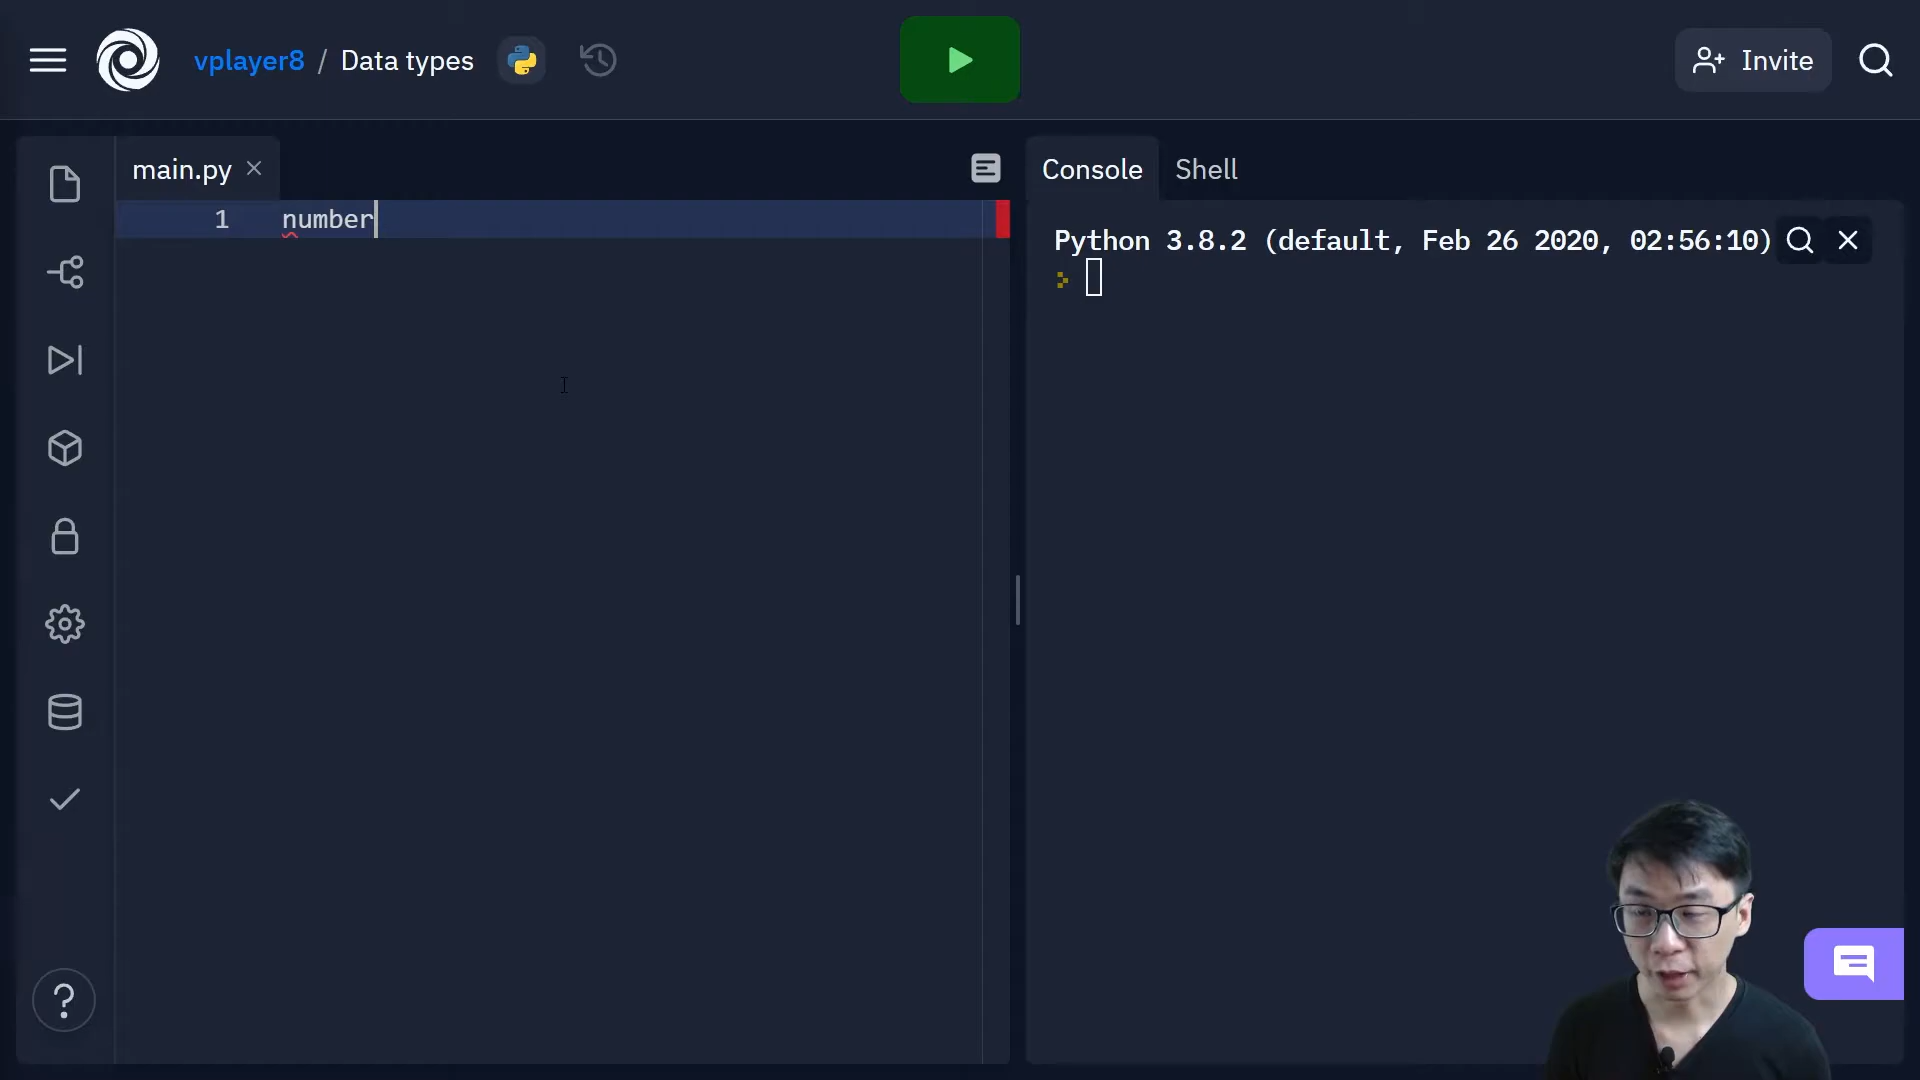 vplayer8 / Data types
Invite
main.py
Console
Shell
1 number
Python 3.8.2 (default, Feb 26 2020, 02:56:10)
?